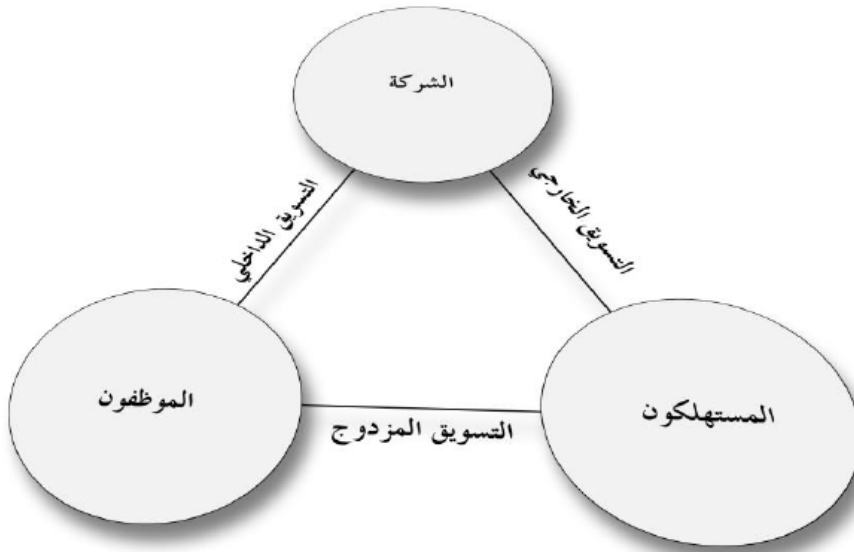 الشركة
التسويق الخارجي
التسويق الداخلي
الموظفون
المستهلكون
التسويق المزدوج